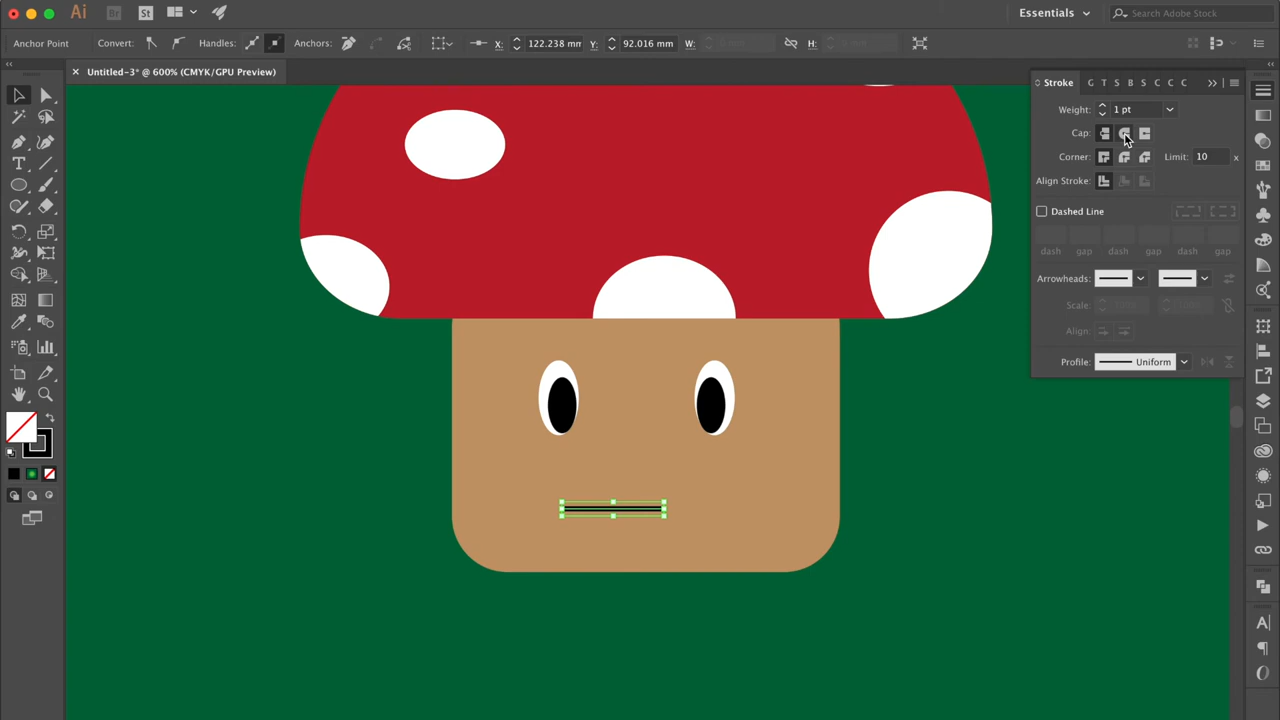 Ai Br St Essentials Search Adobe Stock
Anchor Point Convert: Handles: Anchors: X: 122.238 mm Y: 92.016 mm W: H:
× Untitled-3* @ 600% (CMYK/GPU Preview)
Stroke G T S B S C C C
Weight: 1 pt
Cap:
Corner: Limit: 10 x
Align Stroke:
Dashed Line
dash gap dash gap dash gap
Arrowheads:
Scale:
Align:
Profile: Uniform